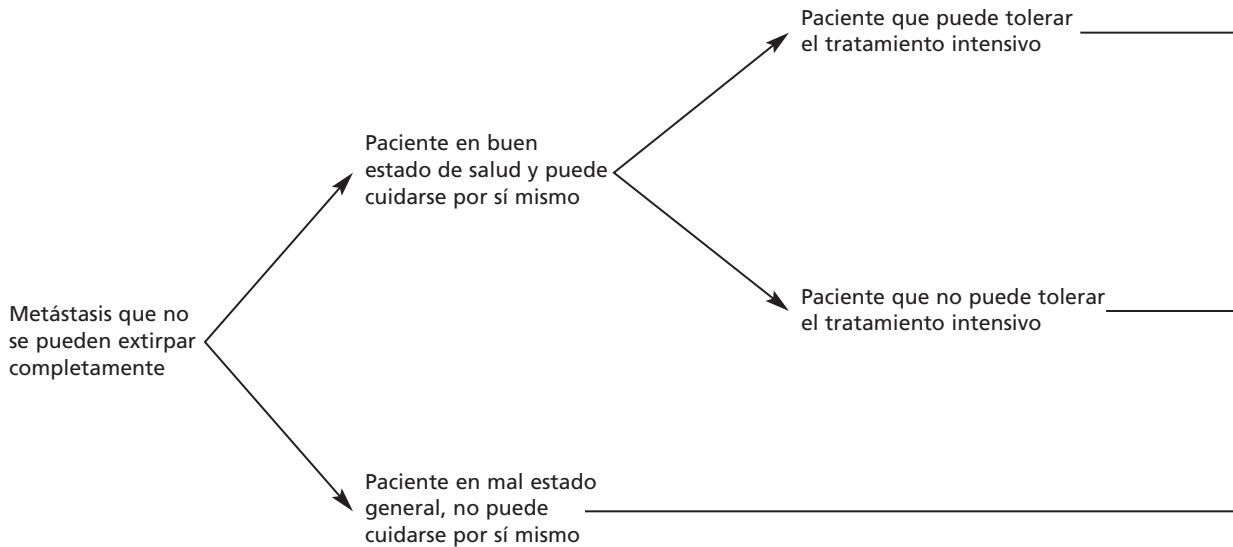 Paciente que puede tolerar
el tratamiento intensivo
Paciente en buen
estado de salud y puede
cuidarse por sí mismo
Paciente que no puede tolerar
el tratamiento intensivo
Metástasis que no
se pueden extirpar
completamente
Paciente en mal estado
general, no puede
cuidarse por sí mismo